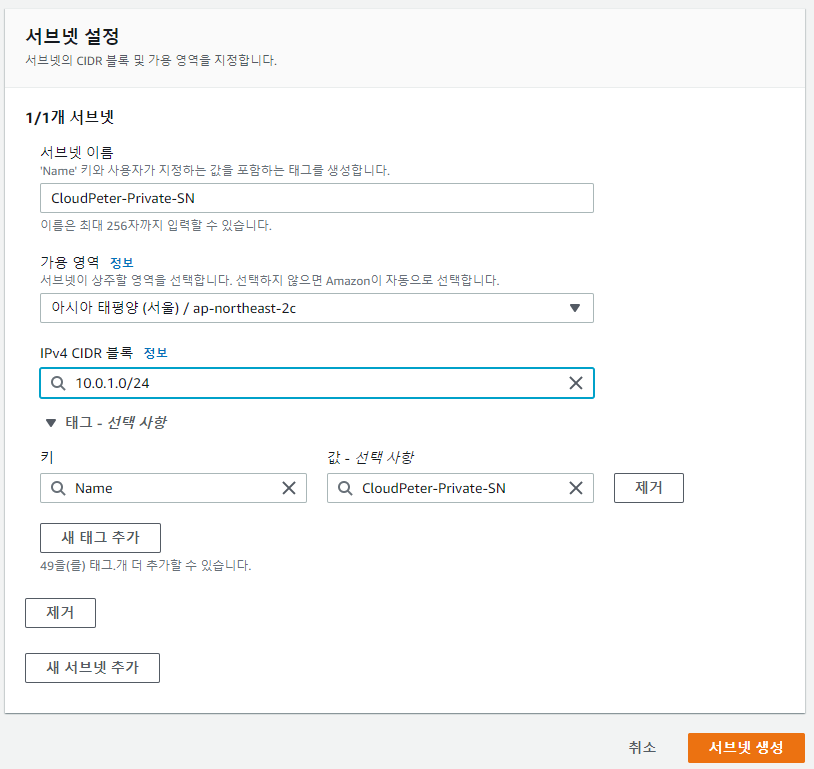 서브넷 설정
서브넷의 CIDR 블록 및 가용 영역을 지정합니다.
1/1개 서브넷
서브넷 이름
'Name' 키와 사용자가 지정하는 값을 포함하는 태그를 생성합니다.
CloudPeter-Private-SN
이름은 최대 256자까지 입력할 수 있습니다.
가용 영역 정보
서브넷이 상주할 영역을 선택합니다. 선택하지 않으면 Amazon이 자동으로 선택합니다.
아시아 태평양 (서울) / ap-northeast-2c
IPv4 CIDR 블록 정보
10.0.1.0/24
태그 - 선택 사항
키 값 - 선택 사항
Name CloudPeter-Private-SN 제거
새 태그 추가
49을(를) 태그.개 더 추가할 수 있습니다.
제거
새 서브넷 추가
취소 서브넷 생성